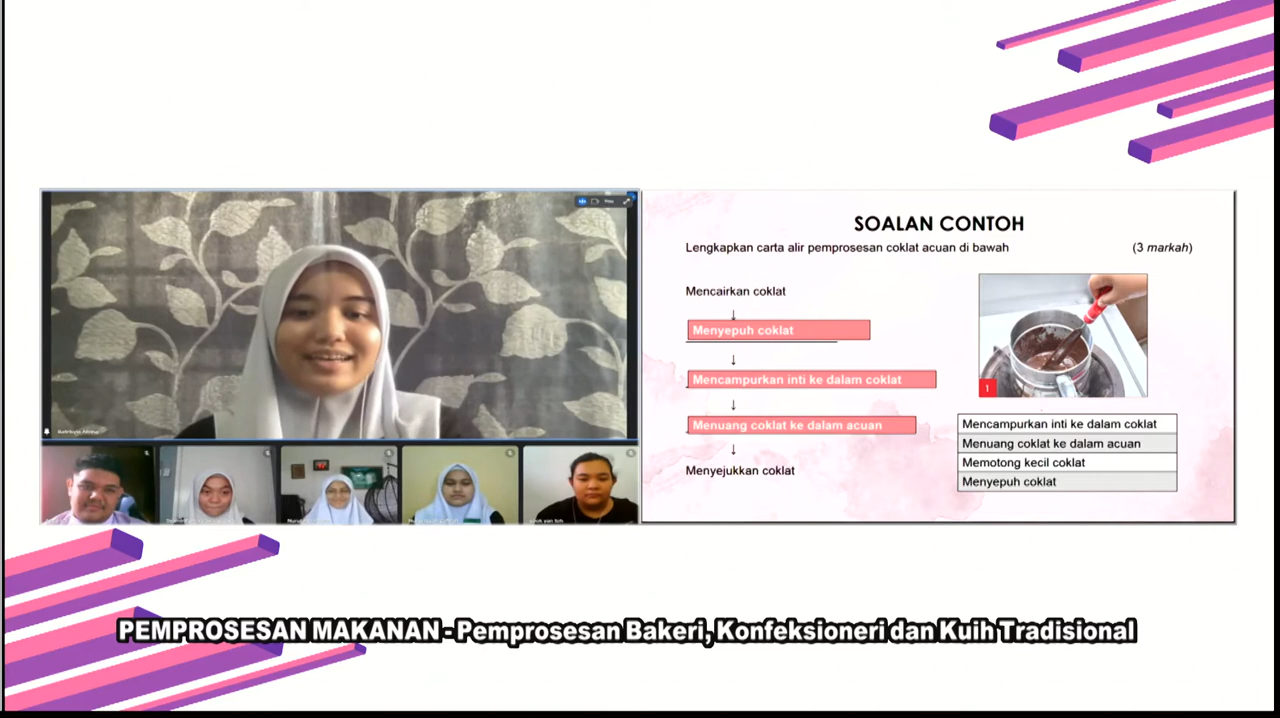 SOALAN CONTOH
Lengkapkan carta alir pemprosesan coklat acuan di bawah (3 markah)
Mencairkan coklat
↓
Menyepuh coklat
↓
Mencampurkan inti ke dalam coklat
↓
Menuang coklat ke dalam acuan
↓
Menyejukkan coklat
1
Mencampurkan inti ke dalam coklat
Menuang coklat ke dalam acuan
Memotong kecil coklat
Menyepuh coklat
PEMPROSESAN MAKANAN - Pemprosesan Bakeri, Konfeksioneri dan Kuih Tradisional